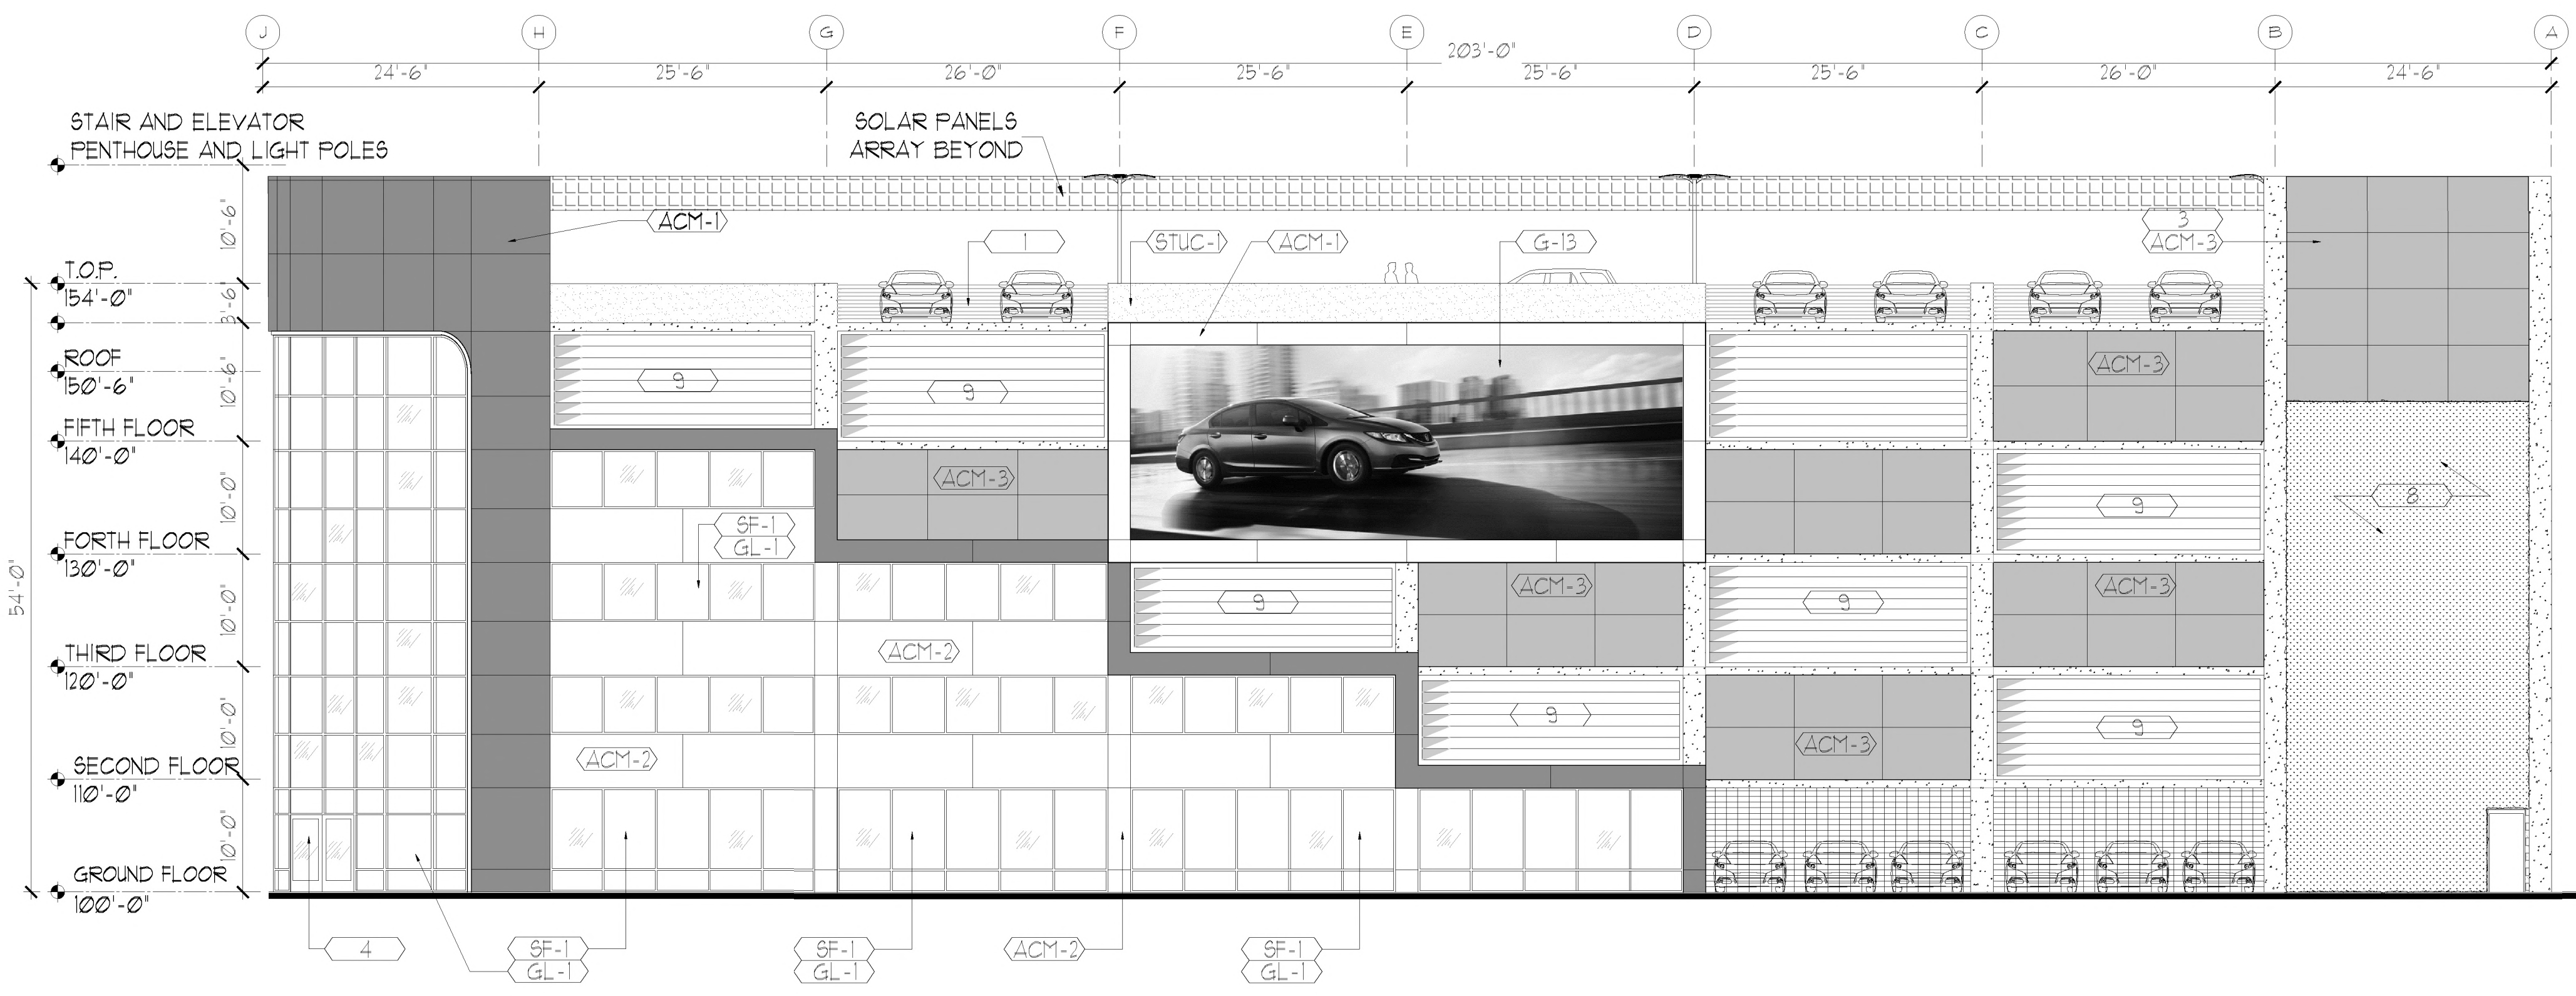 J H G F E D C B A
203'-0"
24'-6" 25'-6" 26'-0" 25'-6" 25'-6" 25'-6" 26'-0" 24'-6"
STAIR AND ELEVATOR
PENTHOUSE AND LIGHT POLES
SOLAR PANELS
ARRAY BEYOND
10'-6"
ACM-1
1
STUC-1
ACM-1
G-13
3
ACM-3
T.O.P.
154'-0"
3'-6"
ROOF
150'-6"
10'-6"
9
9
ACM-3
FIFTH FLOOR
140'-0"
10'-0"
ACM-3
9
8
SF-1
GL-1
FORTH FLOOR
130'-0"
54'-0"
10'-0"
9
ACM-3
9
ACM-3
ACM-2
THIRD FLOOR
120'-0"
10'-0"
9
9
ACM-2
ACM-3
SECOND FLOOR
110'-0"
10'-0"
GROUND FLOOR
100'-0"
4
SF-1
GL-1
SF-1
GL-1
ACM-2
SF-1
GL-1